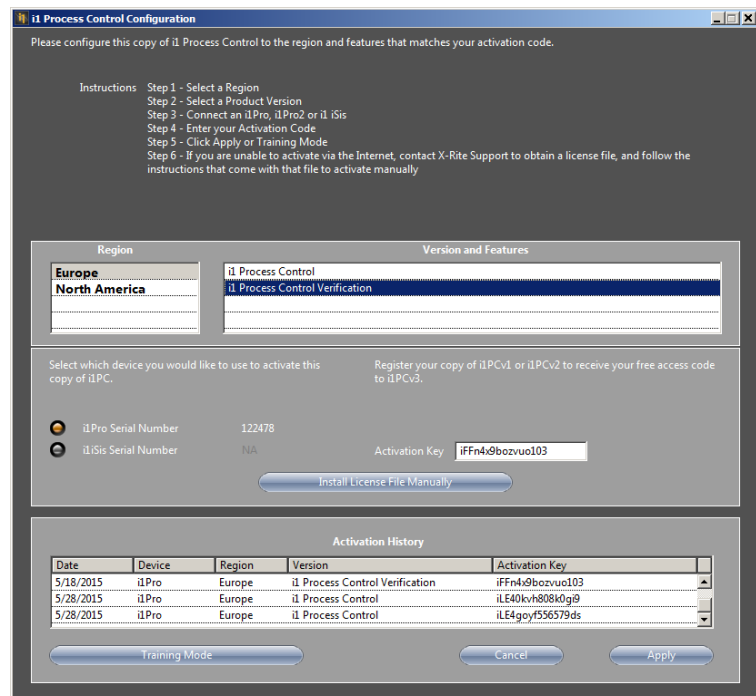 i1 Process Control Configuration
Please configure this copy of i1 Process Control to the region and features that matches your activation code.
Instructions Step 1 - Select a Region
Step 2 - Select a Product Version
Step 3 - Connect an i1Pro, i1Pro2 or i1 iSis
Step 4 - Enter your Activation Code
Step 5 - Click Apply or Training Mode
Step 6 - If you are unable to activate via the Internet, contact X-Rite Support to obtain a license file, and follow the
instructions that come with that file to activate manually
Region Version and Features
Europe i1 Process Control
North America i1 Process Control Verification
Select which device you would like to use to activate this
copy of i1PC.
Register your copy of i1PCv1 or i1PCv2 to receive your free access code
to i1PCv3.
i1Pro Serial Number 122478
i1iSis Serial Number NA Activation Key iFFn4x9bozvuo103
Install License File Manually
Activation History
Date Device Region Version Activation Key
5/18/2015 i1Pro Europe i1 Process Control Verification iFFn4x9bozvuo103
5/28/2015 i1Pro Europe i1 Process Control iLE40kvh808k0gi9
5/28/2015 i1Pro Europe i1 Process Control iLE4goyf556579ds
Training Mode Cancel Apply